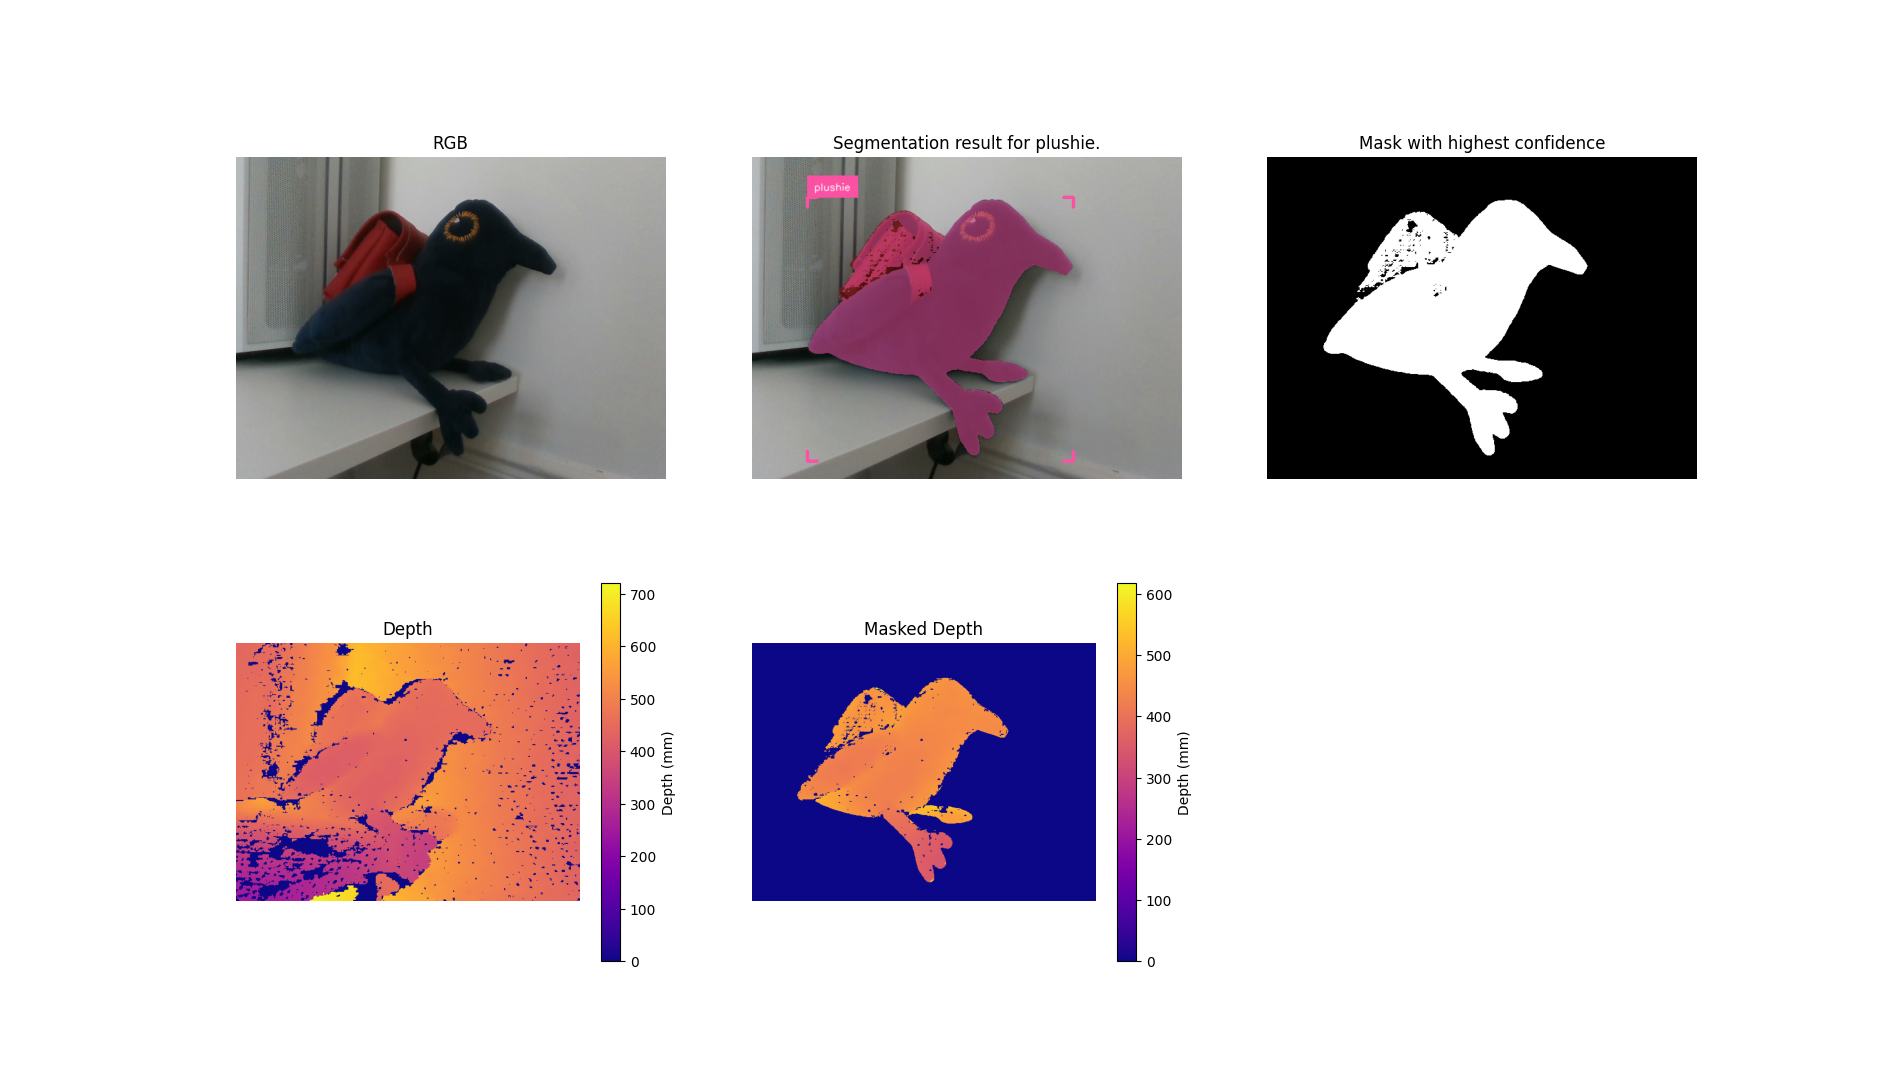 RGB
Segmentation result for plushie.
Mask with highest confidence
plushie
Depth
700
600
500
400
300
200
100
0
Depth (mm)
Masked Depth
600
500
400
300
200
100
0
Depth (mm)